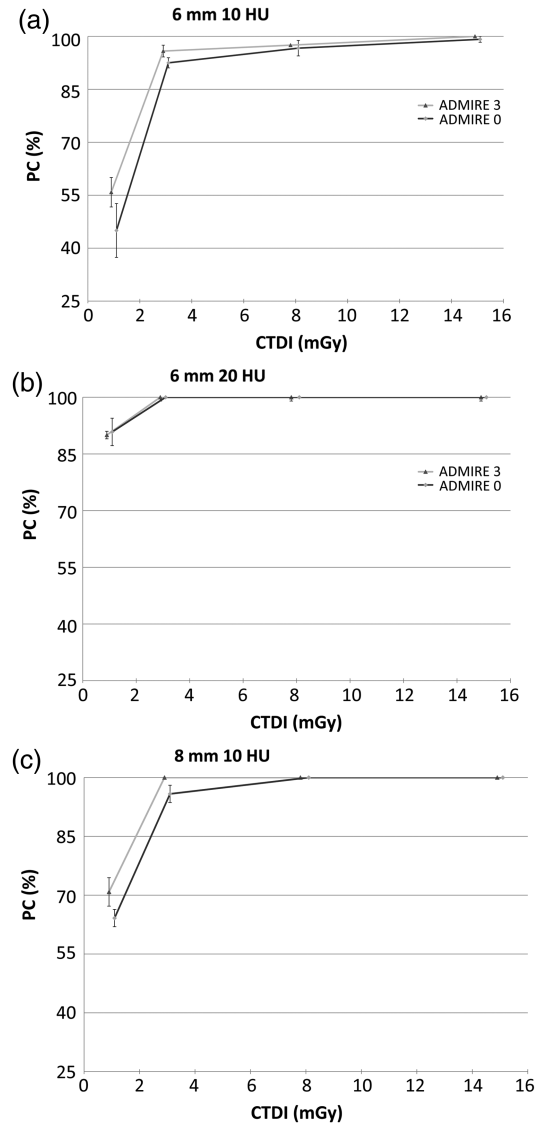 (a)
6 mm 10 HU
100
85
70
55
40
25
PC (%)
ADMIRE 3
ADMIRE 0
0 2 4 6 8 10 12 14 16
CTDI (mGy)
(b)
6 mm 20 HU
100
85
70
55
40
25
PC (%)
ADMIRE 3
ADMIRE 0
0 2 4 6 8 10 12 14 16
CTDI (mGy)
(c)
8 mm 10 HU
100
85
70
55
40
25
PC (%)
0 2 4 6 8 10 12 14 16
CTDI (mGy)